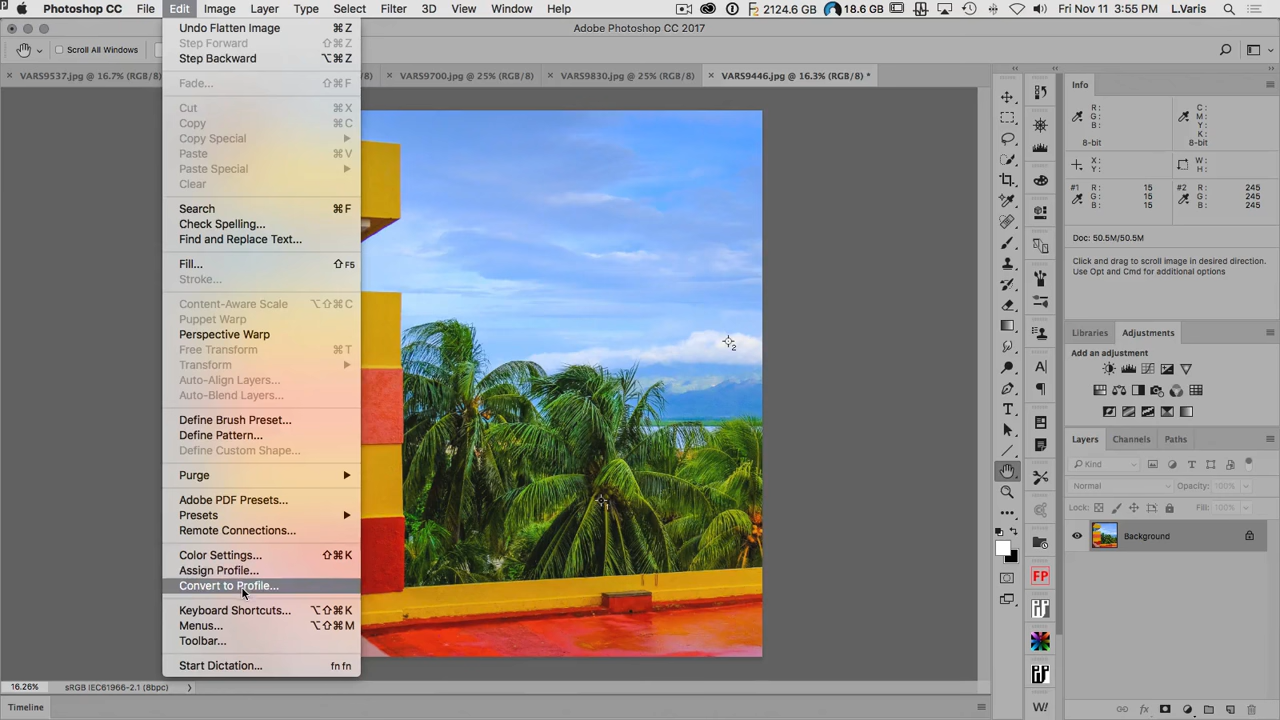 Photoshop CC File Edit Image Layer Type Select Filter 3D View Window Help 2124.6 GB 18.6 G Fri Nov 11 3:55 PM L.Varis
Adobe Photoshop CC 2017
Scroll All Windows
VARS9537.jpg @ 16.7% (RGB/8) /8) VARS9700.jpg @ 25% (RGB/8) VARS9830.jpg @ 25% (RGB/8) VARS9446.jpg @ 16.3% (RGB/8) *
Undo Flatten Image ⌘Z
Step Forward ⇧⌘Z
Step Backward ⌥⌘Z
Fade... ⇧⌘F
Cut ⌘X
Copy ⌘C
Copy Special
Paste ⌘V
Paste Special
Clear
Search ⌘F
Check Spelling...
Find and Replace Text...
Fill... ⇧F5
Stroke...
Content-Aware Scale ⌥⇧⌘C
Puppet Warp
Perspective Warp
Free Transform ⌘T
Transform
Auto-Align Layers...
Auto-Blend Layers...
Define Brush Preset...
Define Pattern...
Define Custom Shape...
Purge
Adobe PDF Presets...
Presets
Remote Connections...
Color Settings... ⇧⌘K
Assign Profile...
Convert to Profile...
Keyboard Shortcuts... ⌥⇧⌘K
Menus... ⌥⇧⌘M
Toolbar...
Start Dictation... fn fn
2
1
Info
R: C:
G: M:
B: Y:
K:
8-bit 8-bit
X: W:
Y: H:
#1 R: 15 #2 R: 245
G: 15 G: 245
B: 15 B: 245
Doc: 50.5M/50.5M
Click and drag to scroll image in desired direction.
Use Opt and Cmd for additional options
Libraries Adjustments
Add an adjustment
Layers Channels Paths
Kind
Normal Opacity: 100%
Lock: Fill: 100%
Background
FP
W!
16.26% sRGB IEC61966-2.1 (8bpc)
Timeline